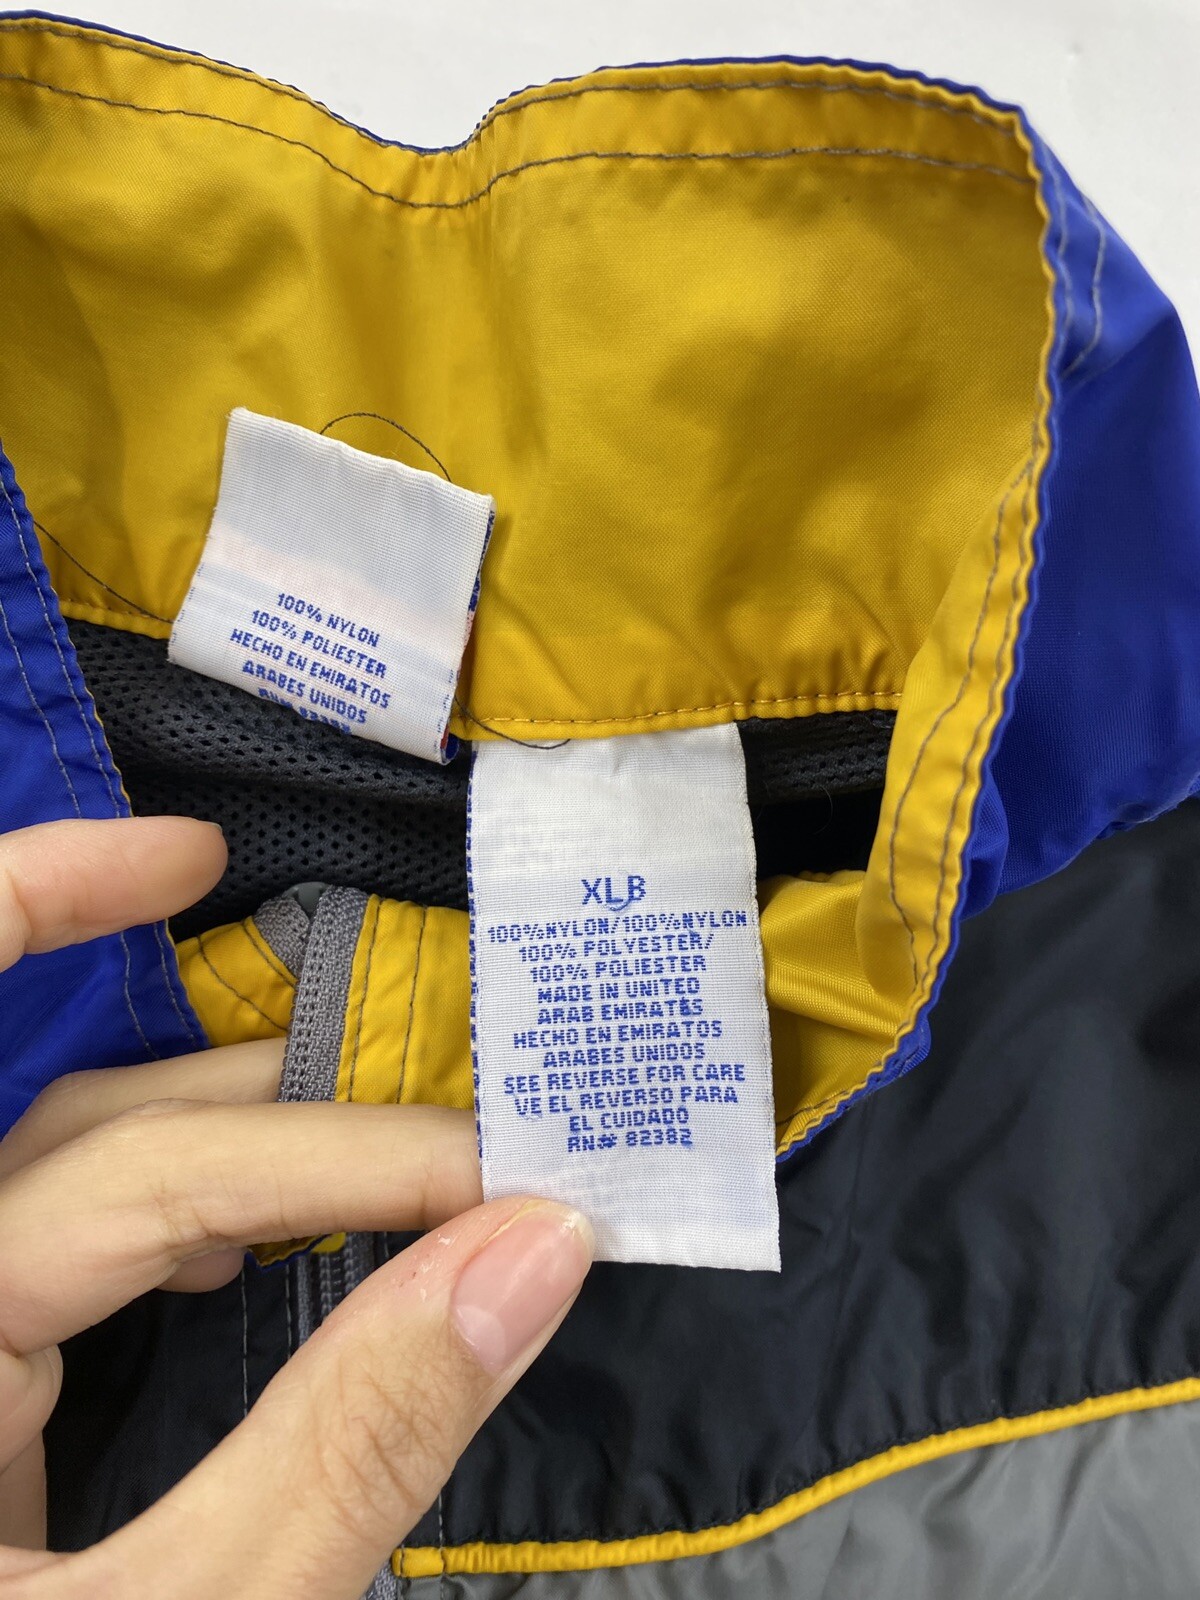 100% NYLON
100% POLIESTER
HECHO EN EMIRATOS
ARABES UNIDOS
RN# 82382
XLB
100%NYLON/100%NYLON
100% POLYESTER/
100% POLIESTER
MADE IN UNITED
ARAB EMIRATES
HECHO EN EMIRATOS
ARABES UNIDOS
SEE REVERSE FOR CARE
VE EL REVERSO PARA
EL CUIDADO
RN# 82382